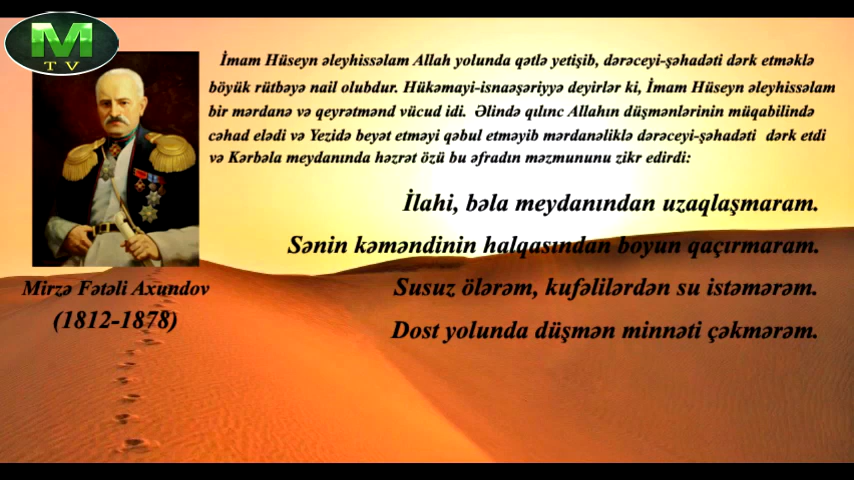 M
TV
İmam Hüseyn əleyhissəlam Allah yolunda qətlə yetişib, dərəceyi-şəhadəti dərk etməklə
böyük rütbəyə nail olubdur. Hükəmayi-isnaəşəriyyə deyirlər ki, İmam Hüseyn əleyhissəlam
bir mərdanə və qeyrətmənd vücud idi. Əlində qılınc Allahın düşmənlərinin müqabilində
cəhad elədi və Yezidə beyət etməyi qəbul etməyib mərdanəliklə dərəceyi-şəhadəti dərk etdi
və Kərbəla meydanında həzrət özü bu əfradın məzmununu zikr edirdi:
İlahi, bəla meydanından uzaqlaşmaram.
Sənin kəməndinin halqasından boyun qaçırmaram.
Susuz ölərəm, kufəlilərdən su istəmərəm.
Dost yolunda düşmən minnəti çəkmərəm.
Mirzə Fətəli Axundov
(1812-1878)